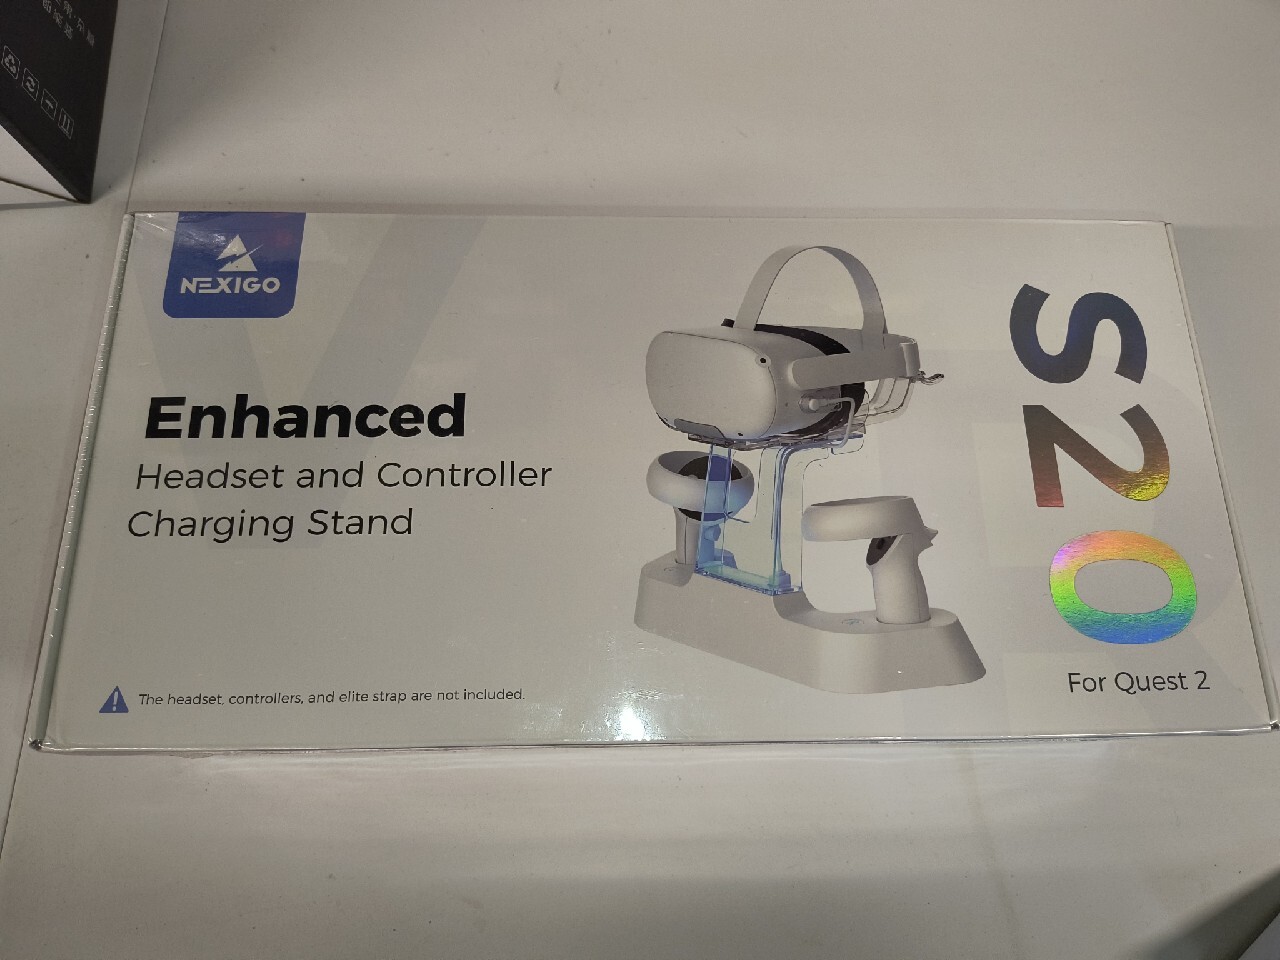 NEXIGO
Enhanced
Headset and Controller
Charging Stand
The headset, controllers, and elite strap are not included.
S20
For Quest 2